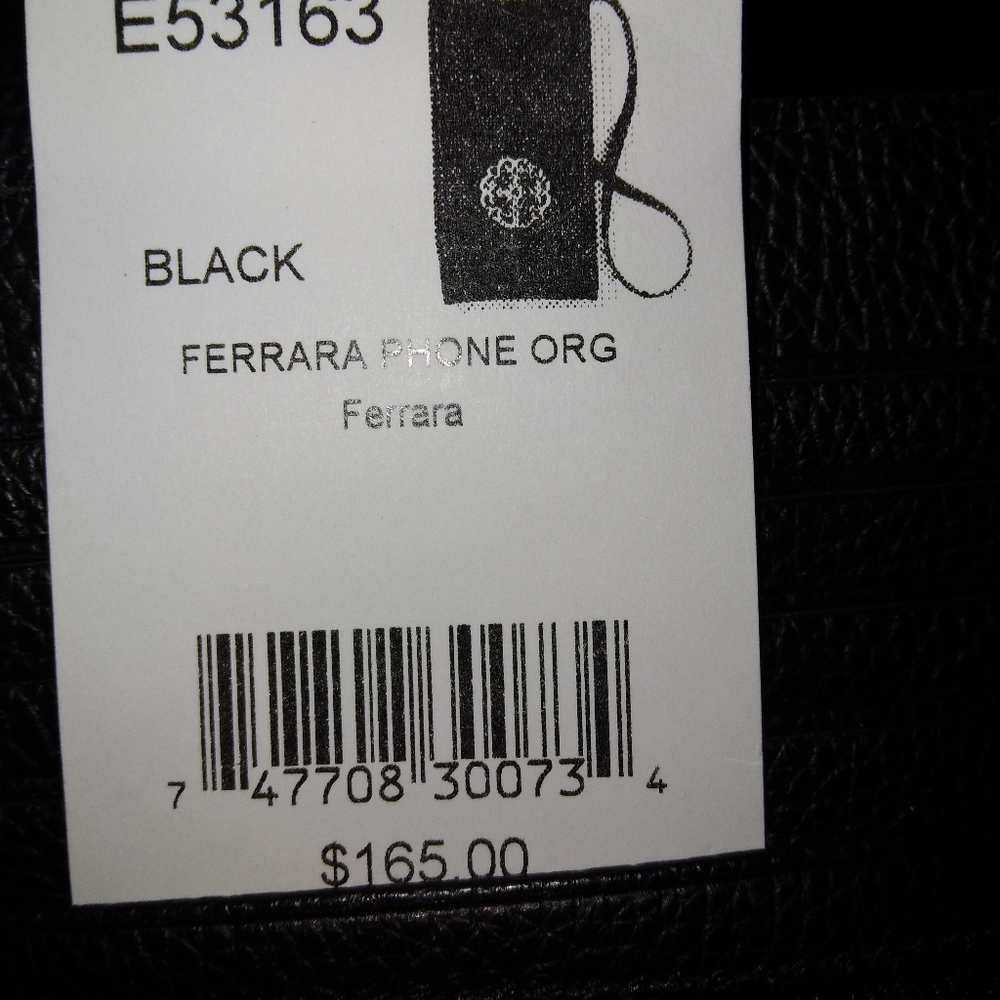 E53163
BLACK
FERRARA PHONE ORG
Ferrara
7 47708 30073 4
$165.00